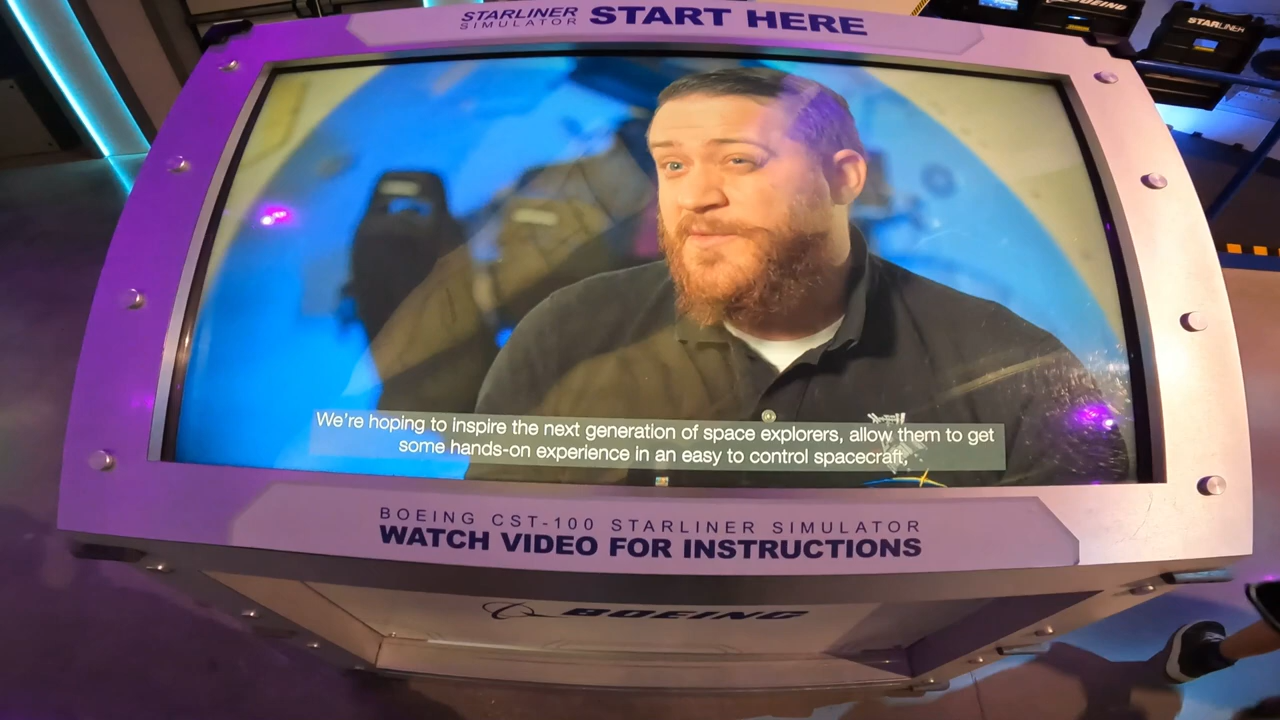 STARLINER
SIMULATOR
START HERE
BOEING
STARLINER
We're hoping to inspire the next generation of space explorers, allow them to get
some hands-on experience in an easy to control spacecraft,
BOEING CST-100 STARLINER SIMULATOR
WATCH VIDEO FOR INSTRUCTIONS
BOEING